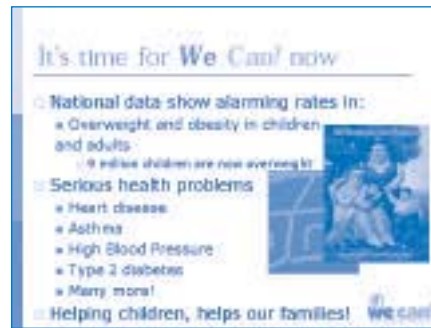 It's time for We Can! now
National data show alarming rates in:
Overweight and obesity in children
and adults
9 million children are now overweight
Serious health problems
Heart disease
Asthma
High Blood Pressure
Type 2 diabetes
Many more!
Helping children, helps our families!
we can!